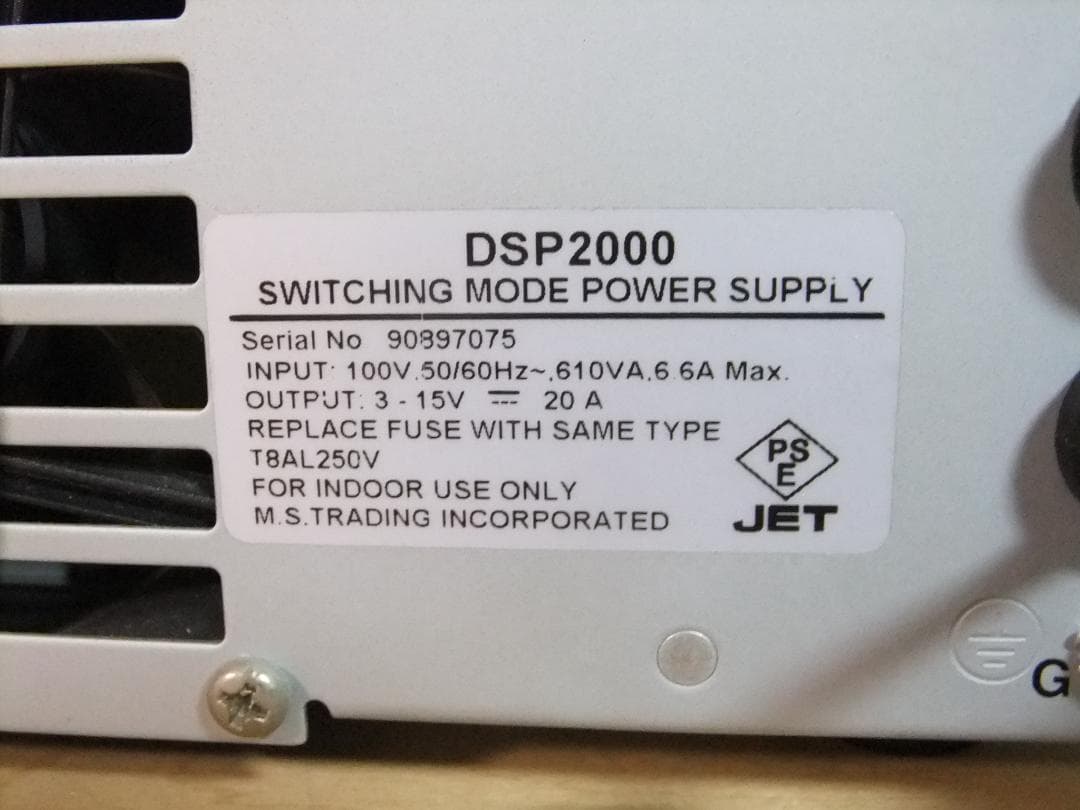 DSP2000
SWITCHING MODE POWER SUPPLY
Serial No 90897075
INPUT: 100V.50/60Hz~,610VA,6.6A Max.
OUTPUT: 3 - 15V ⎓ 20 A
REPLACE FUSE WITH SAME TYPE
T8AL250V
FOR INDOOR USE ONLY
M.S.TRADING INCORPORATED
PS
E
JET
G